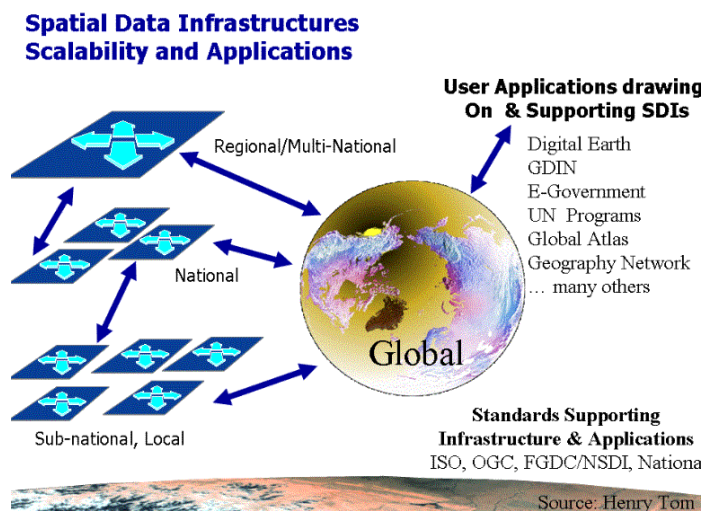 Spatial Data Infrastructures
Scalability and Applications
User Applications drawing
On & Supporting SDIs
Regional/Multi-National
Digital Earth
GDIN
E-Government
UN Programs
Global Atlas
Geography Network
… many others
National
Global
Sub-national, Local
Standards Supporting
Infrastructure & Applications
ISO, OGC, FGDC/NSDI, Nationa
Source: Henry Tom